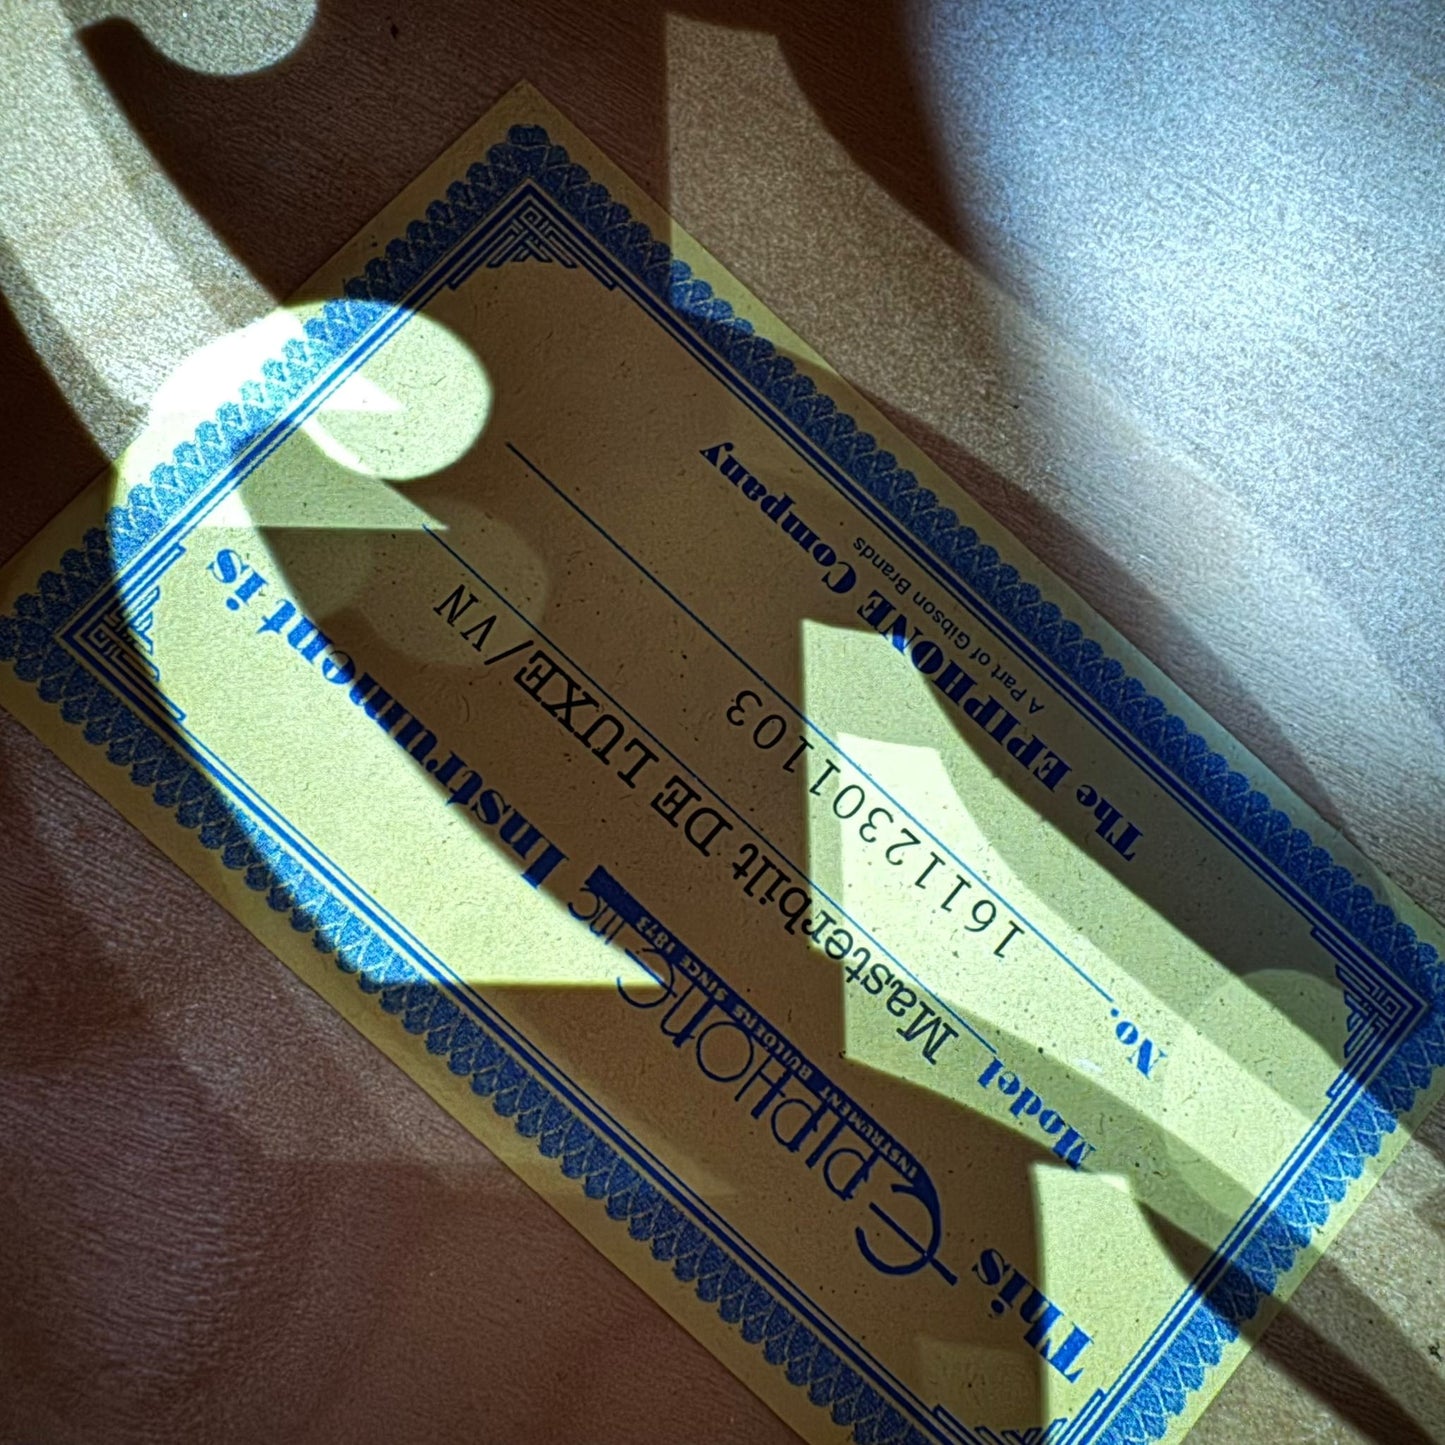 This EPIPHONE INC Instrument is
INSTRUMENT BUILDERS SINCE 1873
Model Masterbilt DE LUXE/VN
No. 16112301103
The EPIPHONE Company
A Part of Gibson Brands